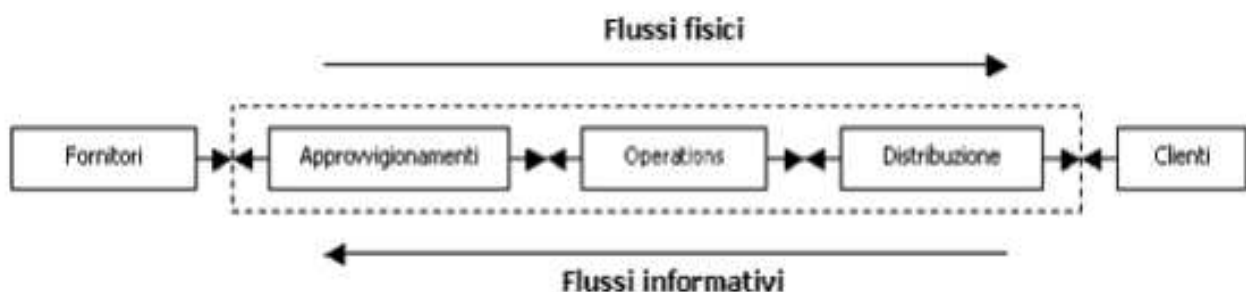 Flussi fisici
Fornitori
Approvvigionamenti
Operations
Distribuzione
Clienti
Flussi informativi